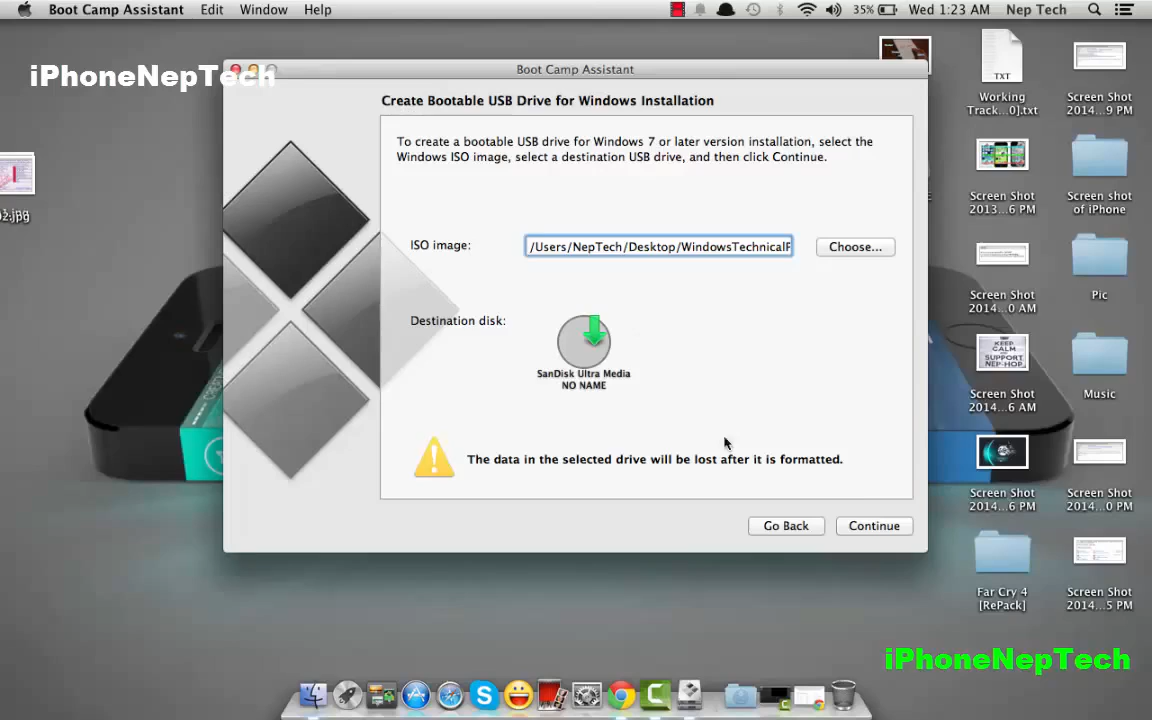 Boot Camp Assistant Edit Window Help 35% Wed 1:23 AM Nep Tech
iPhoneNepTech
Boot Camp Assistant
Create Bootable USB Drive for Windows Installation
To create a bootable USB drive for Windows 7 or later version installation, select the
Windows ISO image, select a destination USB drive, and then click Continue.
ISO image: /Users/NepTech/Desktop/WindowsTechnicalP Choose...
Destination disk:
SanDisk Ultra Media
NO NAME
The data in the selected drive will be lost after it is formatted.
Go Back Continue
TXT
Working
Track...0].txt
Screen Shot
2014...9 PM
Screen Shot
2013...6 PM
Screen shot
of iPhone
Screen Shot
2014...0 AM
Pic
KEEP
CALM
AND
SUPPORT
NEP-HOP
Screen Shot
2014...6 AM
Music
Screen Shot
2014...6 PM
Screen Shot
2014...0 PM
Far Cry 4
[RePack]
Screen Shot
2014...5 PM
iPhoneNepTech